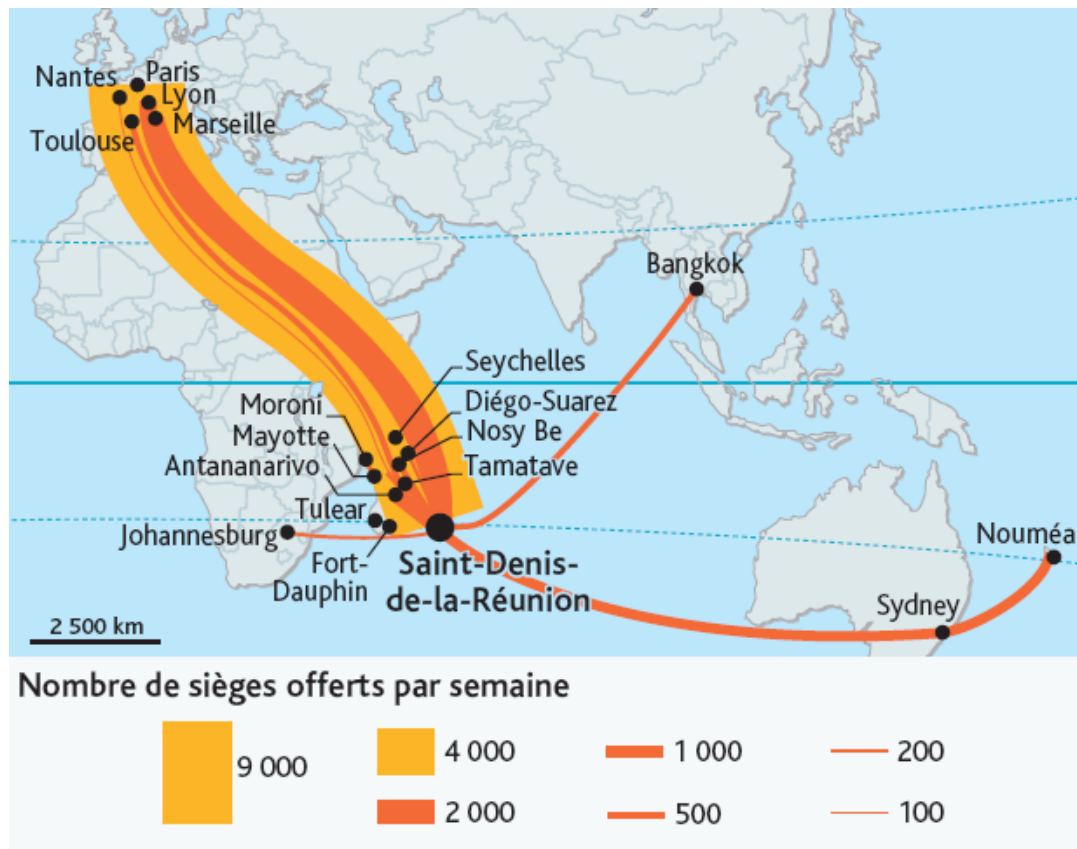 Nantes
Paris
Lyon
Marseille
Toulouse
Bangkok
Seychelles
Moroni
Diégo-Suarez
Mayotte
Nosy Be
Antananarivo
Tamatave
Tulear
Johannesburg
Nouméa
Fort-
Dauphin
Saint-Denis-
de-la-Réunion
Sydney
2 500 km
Nombre de sièges offerts par semaine
9 000
4 000
1 000
200
2 000
500
100